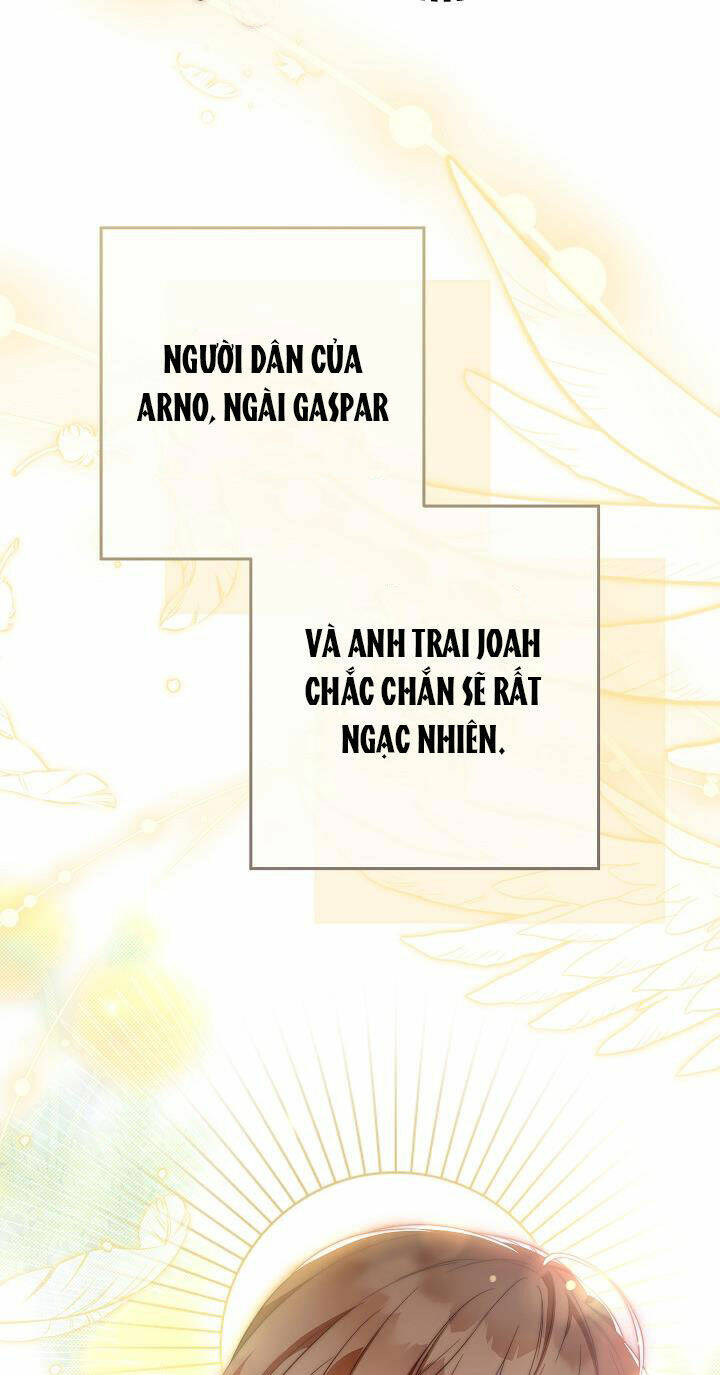 NGƯỜI DÂN CỦA
ARNO, NGÀI GASPAR
VÀ ANH TRAI JOAH
CHẮC CHẮN SẼ RẤT
NGẠC NHIÊN.